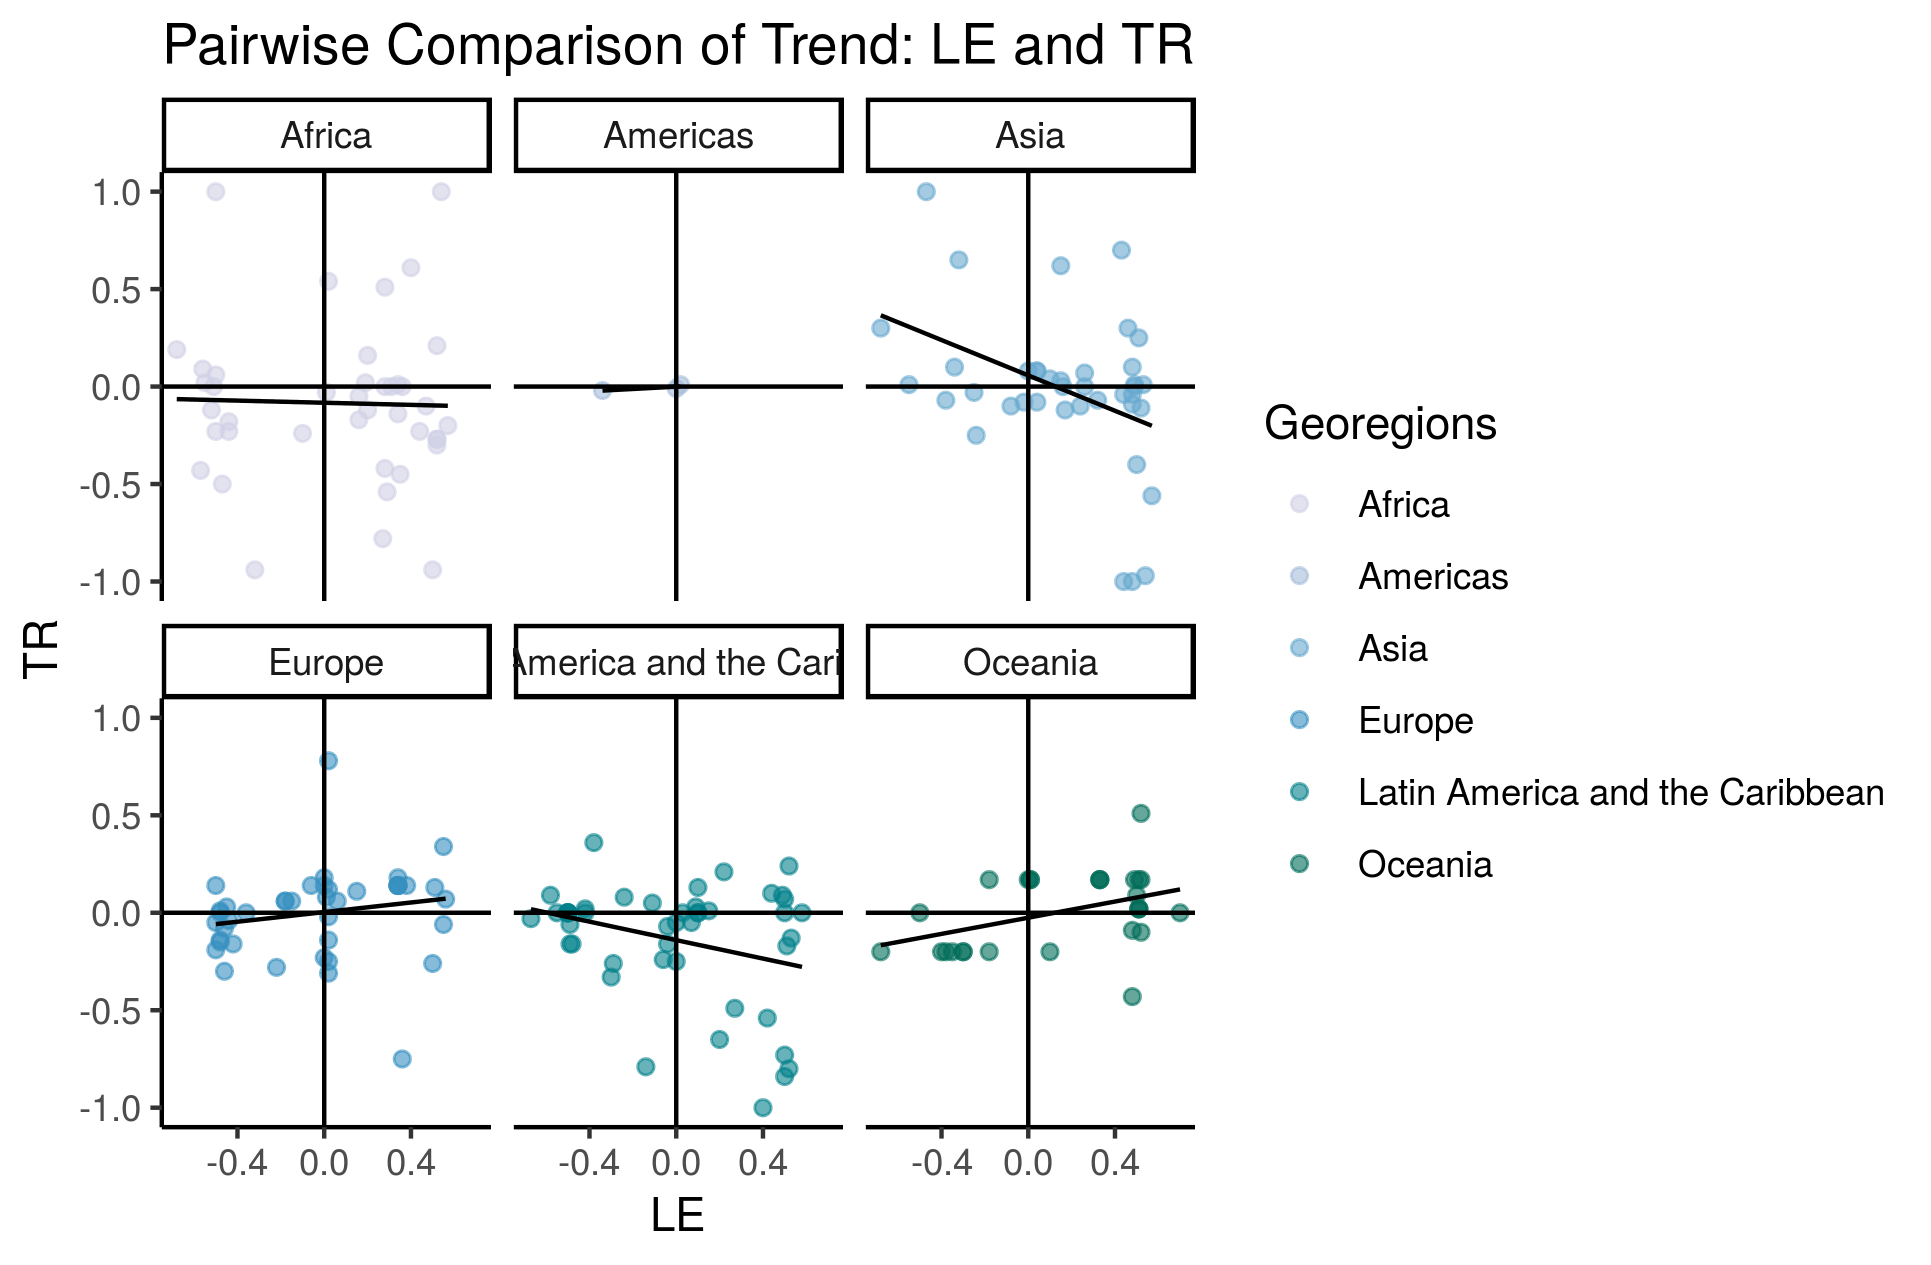 Pairwise Comparison of Trend: LE and TR
Africa
Americas
Asia
1.0
0.5
0.0
-0.5
-1.0
TR
Europe
America and the Cari
Oceania
1.0
0.5
0.0
-0.5
-1.0
-0.4 0.0 0.4
-0.4 0.0 0.4
-0.4 0.0 0.4
LE
Georegions
Africa
Americas
Asia
Europe
Latin America and the Caribbean
Oceania